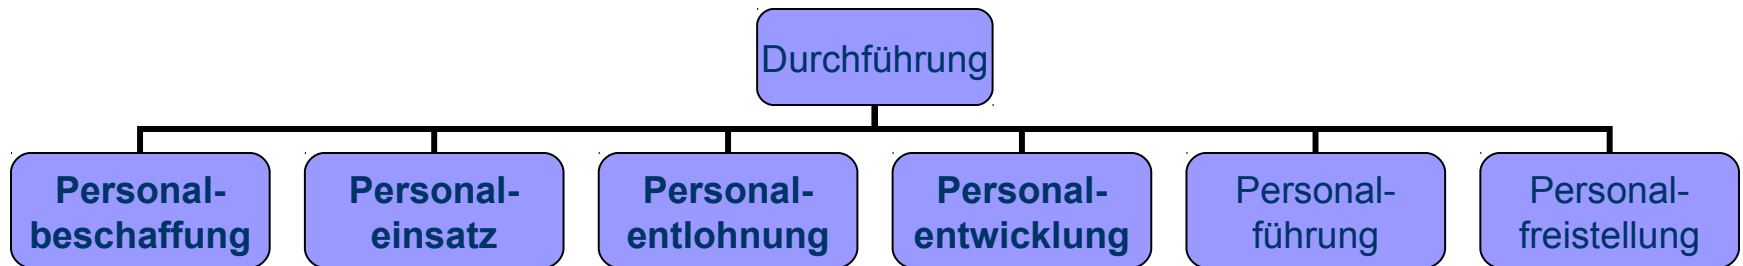 Durchführung
Personal-
beschaffung
Personal-
einsatz
Personal-
entlohnung
Personal-
entwicklung
Personal-
führung
Personal-
freistellung